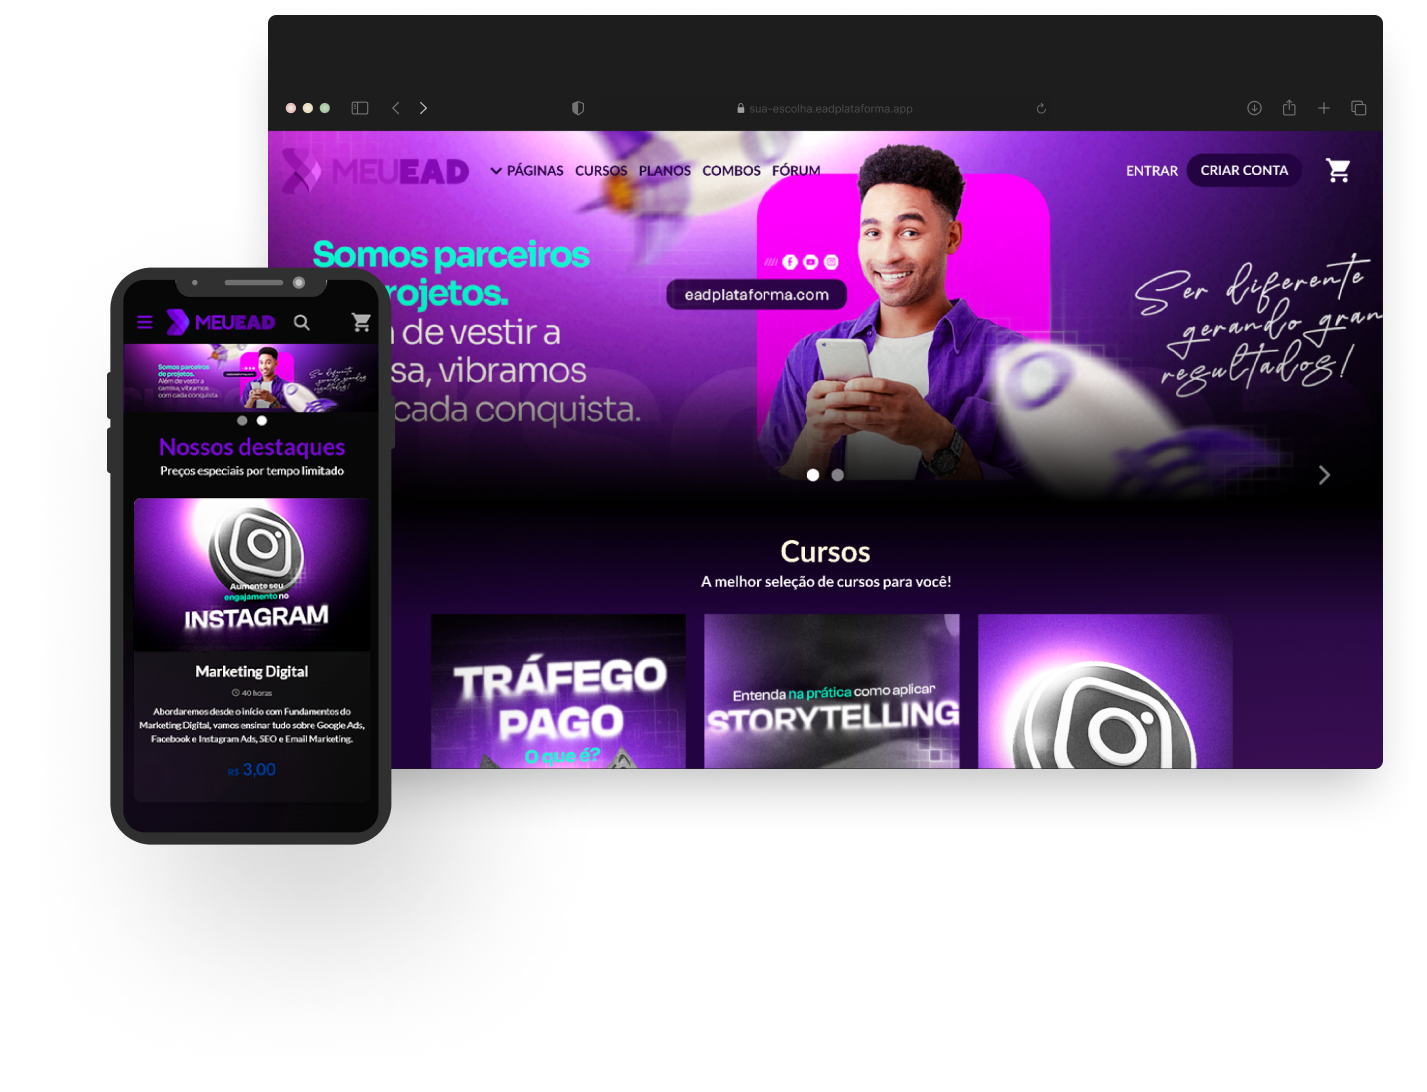 sua-escolha.eadplataforma.app
MEUEAD
PÁGINAS CURSOS PLANOS COMBOS FÓRUM
ENTRAR CRIAR CONTA
Somos parceiros
rojetos.
de vestir a
sa, vibramos
cada conquista.
eadplataforma.com
Ser diferente
gerando gran
resultados!
Cursos
A melhor seleção de cursos para você!
TRÁFEGO
PAGO
O que é?
Entenda na prática como aplicar
STORYTELLING
MEUEAD
Somos parceiros
de projetos.
Além de vestir a
camisa, vibramos
com cada conquista.
Ser diferente
gerando grandes
resultados!
Nossos destaques
Preços especiais por tempo limitado
Aumente seu
engajamento no
INSTAGRAM
Marketing Digital
40 horas
Abordaremos desde o início com Fundamentos do
Marketing Digital, vamos ensinar tudo sobre Google Ads,
Facebook e Instagram Ads, SEO e Email Marketing.
R$ 3,00